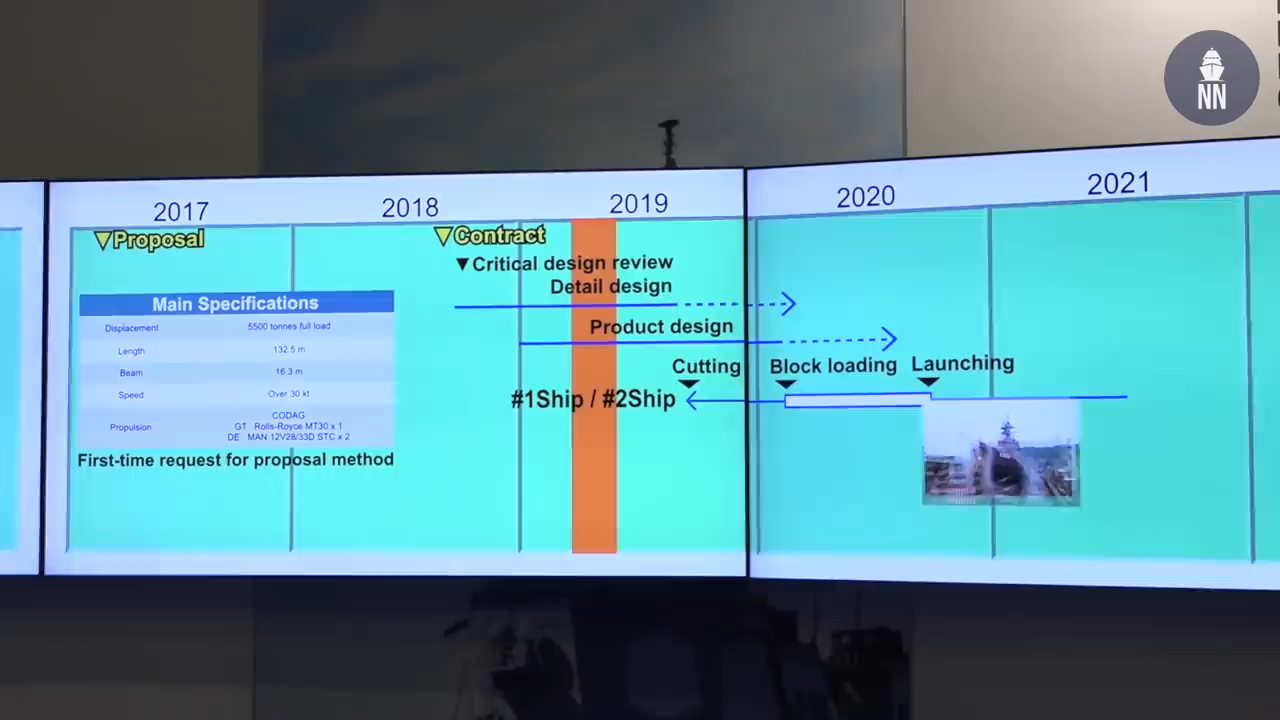 NN
2017
2018
2019
2020
2021
▼Proposal
▼Contract
▼Critical design review
Detail design
Main Specifications
Displacement 5500 tonnes full load
Length 132.5 m
Beam 16.3 m
Speed Over 30 kt
Propulsion CODAG
GT Rolls-Royce MT30 x 1
DE MAN 12V28/33D STC x 2
First-time request for proposal method
Product design
Cutting
Block loading
Launching
#1Ship / #2Ship